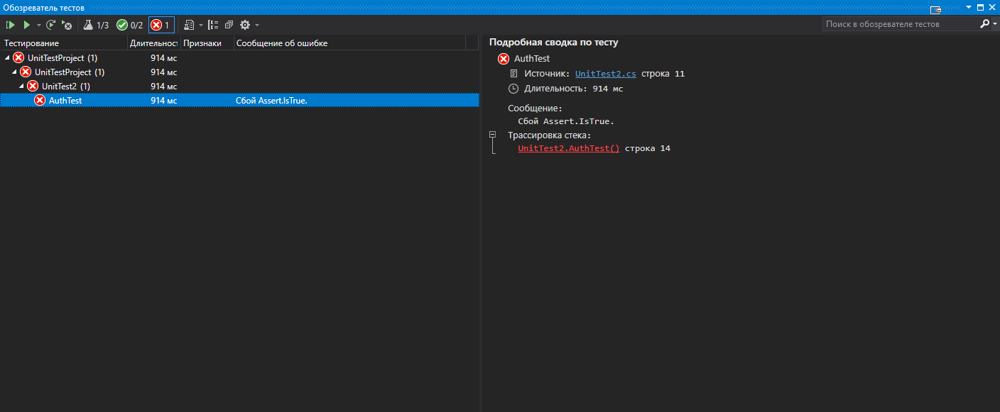 Обозреватель тестов
1/3 0/2 1
Поиск в обозревателе тестов
Тестирование Длительност Признаки Сообщение об ошибке
UnitTestProject (1) 914 мс
UnitTestProject (1) 914 мс
UnitTest2 (1) 914 мс
AuthTest 914 мс Сбой Assert.IsTrue.
Подробная сводка по тесту
AuthTest
Источник: UnitTest2.cs строка 11
Длительность: 914 мс
Сообщение:
Сбой Assert.IsTrue.
Трассировка стека:
UnitTest2.AuthTest() строка 14